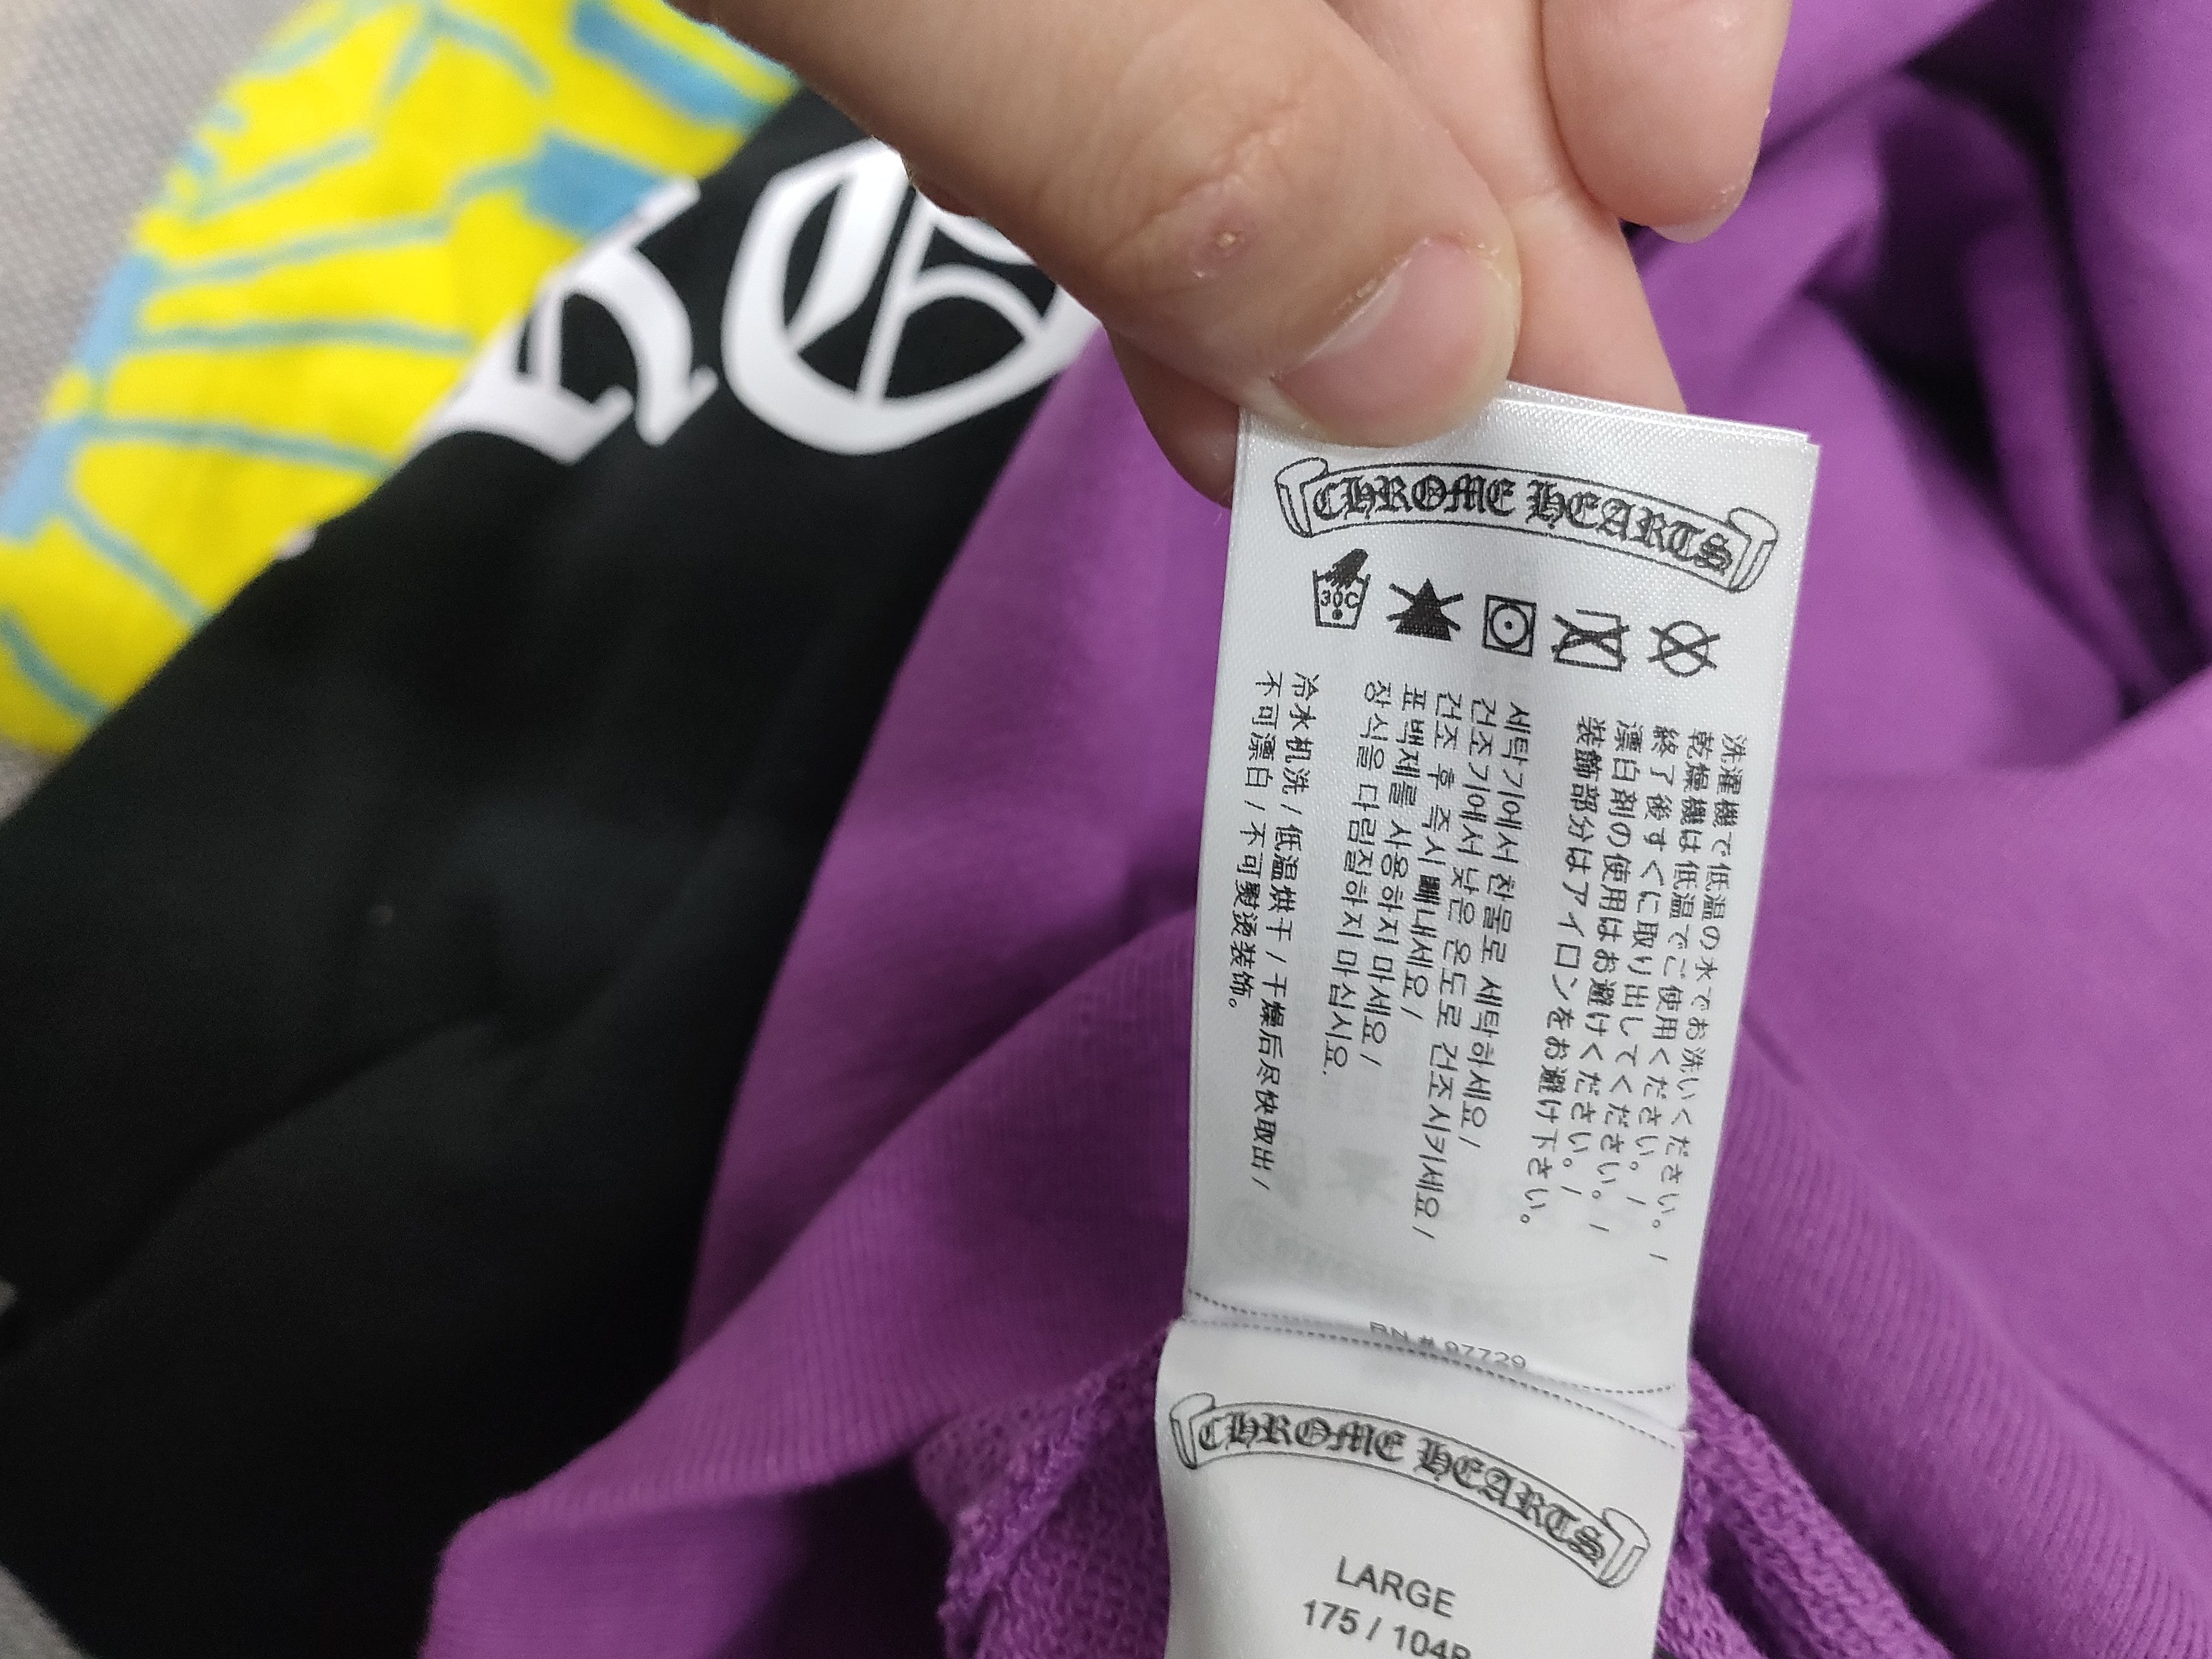 CHROME HEARTS
30C
洗濯機で低温の水でお洗いください。/
乾燥機は低温でご使用ください。/
終了後すぐに取り出してください。/
漂白剤の使用はお避けください。/
装飾部分はアイロンをお避け下さい。
세탁기에서 찬물로 세탁하세요/
건조기에서 낮은 온도로 건조시키세요/
건조 후 즉시 빼내세요/
표백제를 사용하지 마세요/
장식을 다림질하지 마십시요.
冷水机洗/低温烘干/干燥后尽快取出/
不可漂白/不可熨烫装饰。
RN # 97729
CHROME HEARTS
LARGE
175 / 104B